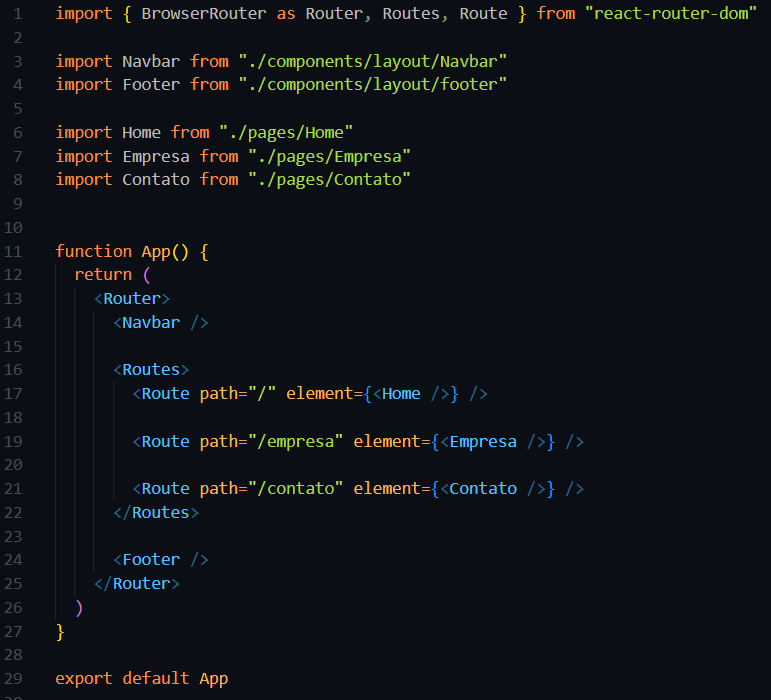 1 import { BrowserRouter as Router, Routes, Route } from "react-router-dom"
2
3 import Navbar from "./components/layout/Navbar"
4 import Footer from "./components/layout/footer"
5
6 import Home from "./pages/Home"
7 import Empresa from "./pages/Empresa"
8 import Contato from "./pages/Contato"
9
10
11 function App() {
12   return (
13     <Router>
14       <Navbar />
15
16       <Routes>
17         <Route path="/" element={<Home />} />
18
19         <Route path="/empresa" element={<Empresa />} />
20
21         <Route path="/contato" element={<Contato />} />
22       </Routes>
23
24       <Footer />
25     </Router>
26   )
27 }
28
29 export default App